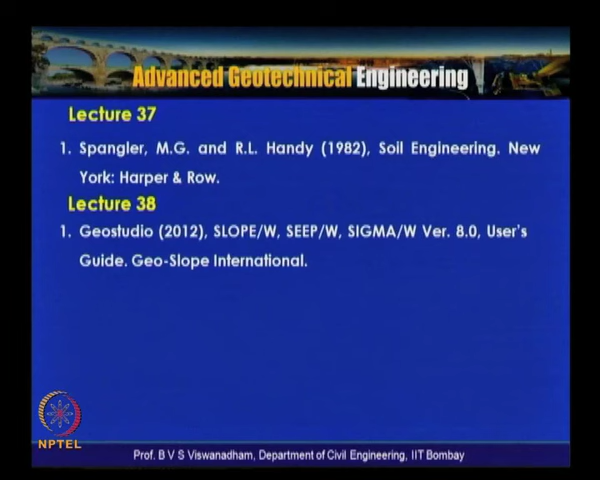 Advanced Geotechnical Engineering
Lecture 37
1. Spangler, M.G. and R.L. Handy (1982), Soil Engineering. New
York: Harper & Row.
Lecture 38
1. Geostudio (2012), SLOPE/W, SEEP/W, SIGMA/W Ver. 8.0, User's
Guide. Geo-Slope International.
NPTEL
Prof. B V S Viswanadham, Department of Civil Engineering, IIT Bombay